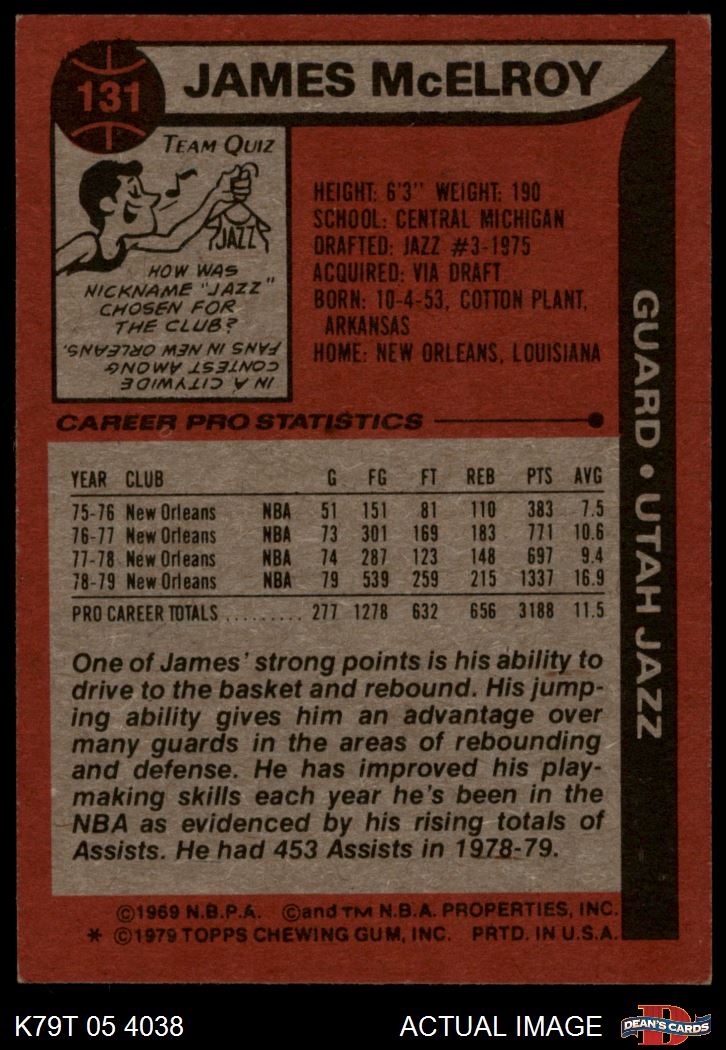 131
JAMES McELROY
TEAM QUIZ
JAZZ
HOW WAS
NICKNAME "JAZZ"
CHOSEN FOR
THE CLUB?
IN A CITYWIDE
CONTEST AMONG
FANS IN NEW ORLEANS.
HEIGHT: 6'3" WEIGHT: 190
SCHOOL: CENTRAL MICHIGAN
DRAFTED: JAZZ #3-1975
ACQUIRED: VIA DRAFT
BORN: 10-4-53, COTTON PLANT,
ARKANSAS
HOME: NEW ORLEANS, LOUISIANA
GUARD • UTAH JAZZ
CAREER PRO STATISTICS
YEAR CLUB G FG FT REB PTS AVG
75-76 New Orleans NBA 51 151 81 110 383 7.5
76-77 New Orleans NBA 73 301 169 183 771 10.6
77-78 New Orleans NBA 74 287 123 148 697 9.4
78-79 New Orleans NBA 79 539 259 215 1337 16.9
PRO CAREER TOTALS ......... 277 1278 632 656 3188 11.5
One of James' strong points is his ability to
drive to the basket and rebound. His jump-
ing ability gives him an advantage over
many guards in the areas of rebounding
and defense. He has improved his play-
making skills each year he's been in the
NBA as evidenced by his rising totals of
Assists. He had 453 Assists in 1978-79.
©1969 N.B.P.A. ©and TM N.B.A. PROPERTIES, INC.
* ©1979 TOPPS CHEWING GUM, INC. PRTD. IN U.S.A.
K79T 05 4038 ACTUAL IMAGE
D
DEAN'S CARDS